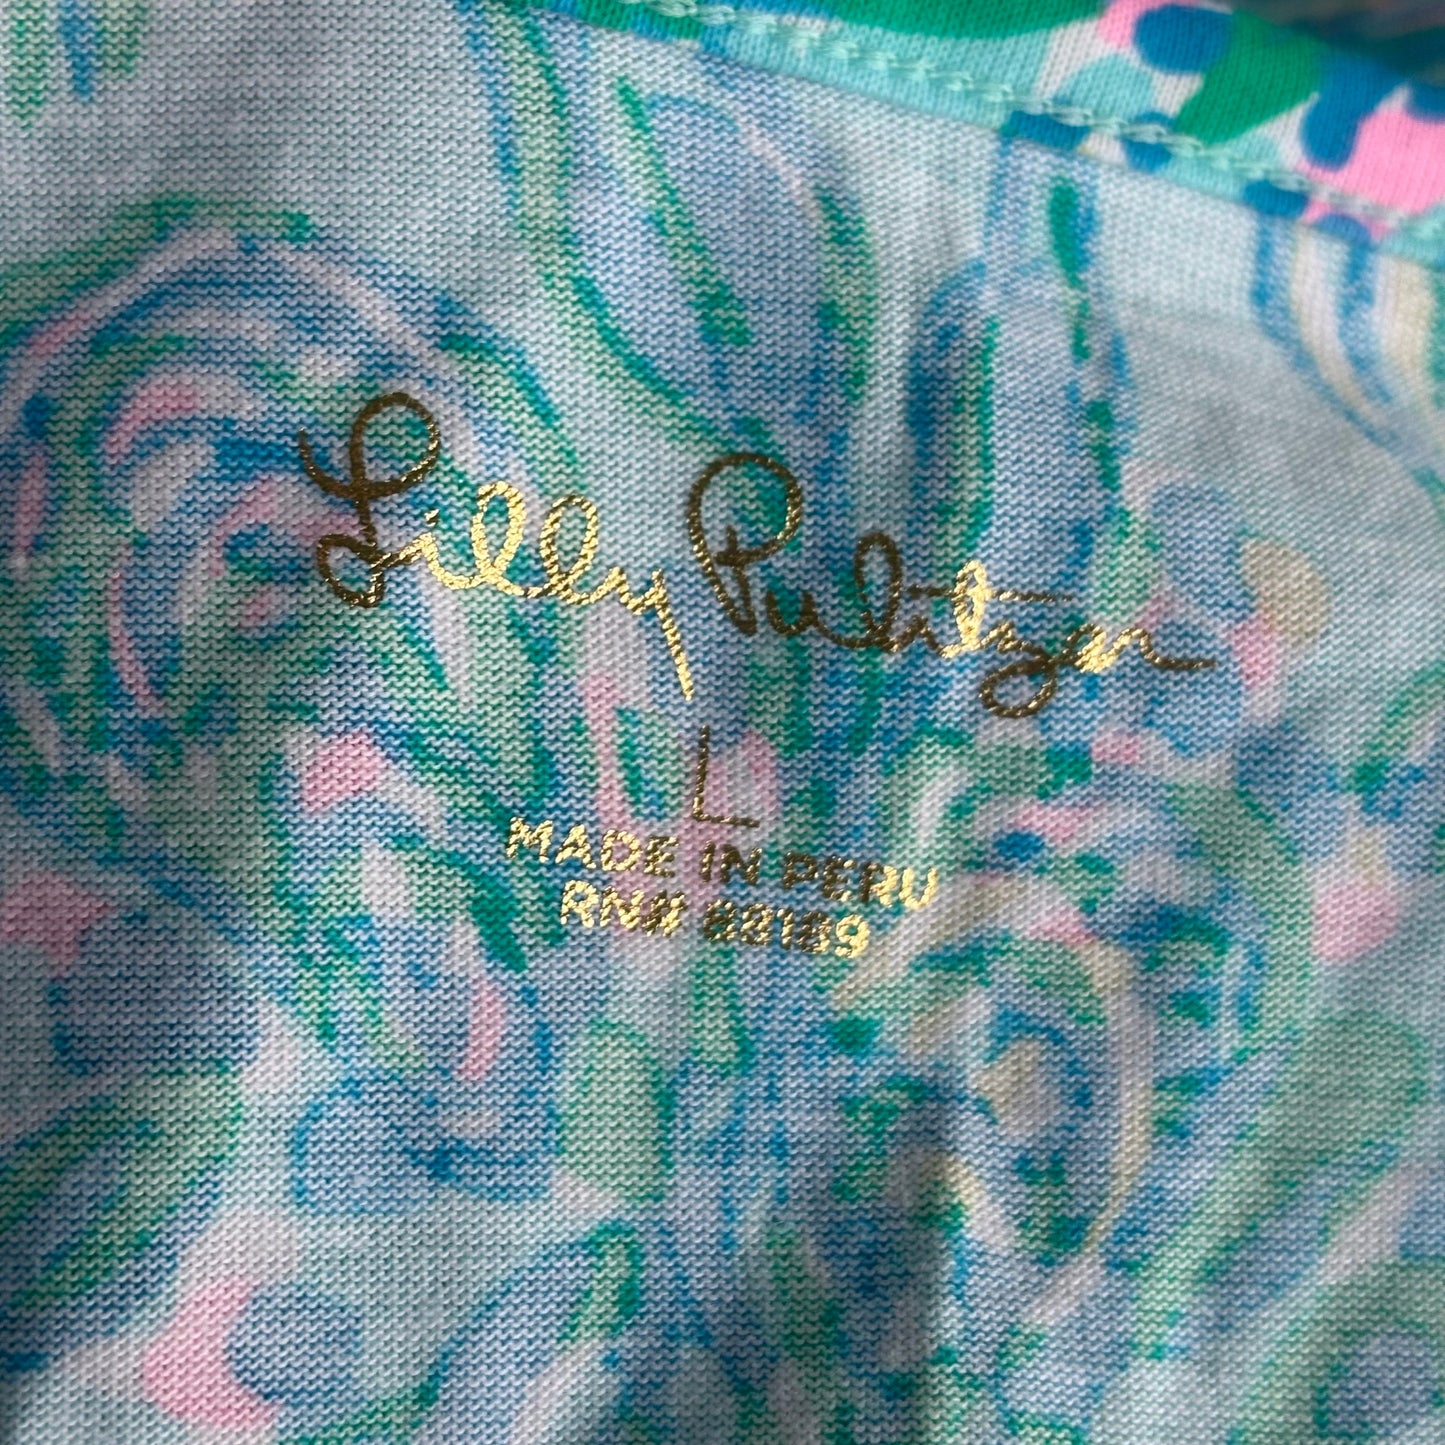 Lilly Pulitzer
L
MADE IN PERU
RN# 88189